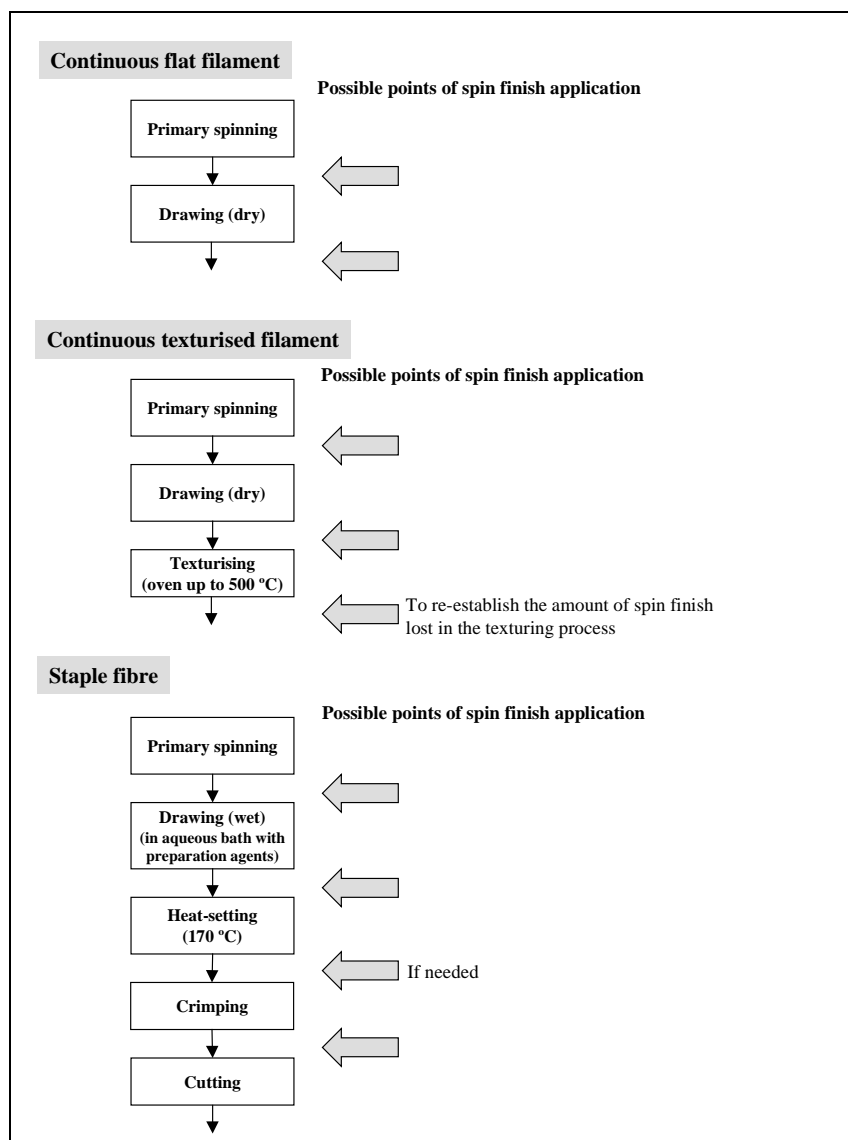 Continuous flat filament
Possible points of spin finish application
Primary spinning
Drawing (dry)
Continuous texturised filament
Possible points of spin finish application
Primary spinning
Drawing (dry)
Texturising
(oven up to 500 ºC)
To re-establish the amount of spin finish
lost in the texturing process
Staple fibre
Possible points of spin finish application
Primary spinning
Drawing (wet)
(in aqueous bath with
preparation agents)
Heat-setting
(170 ºC)
If needed
Crimping
Cutting